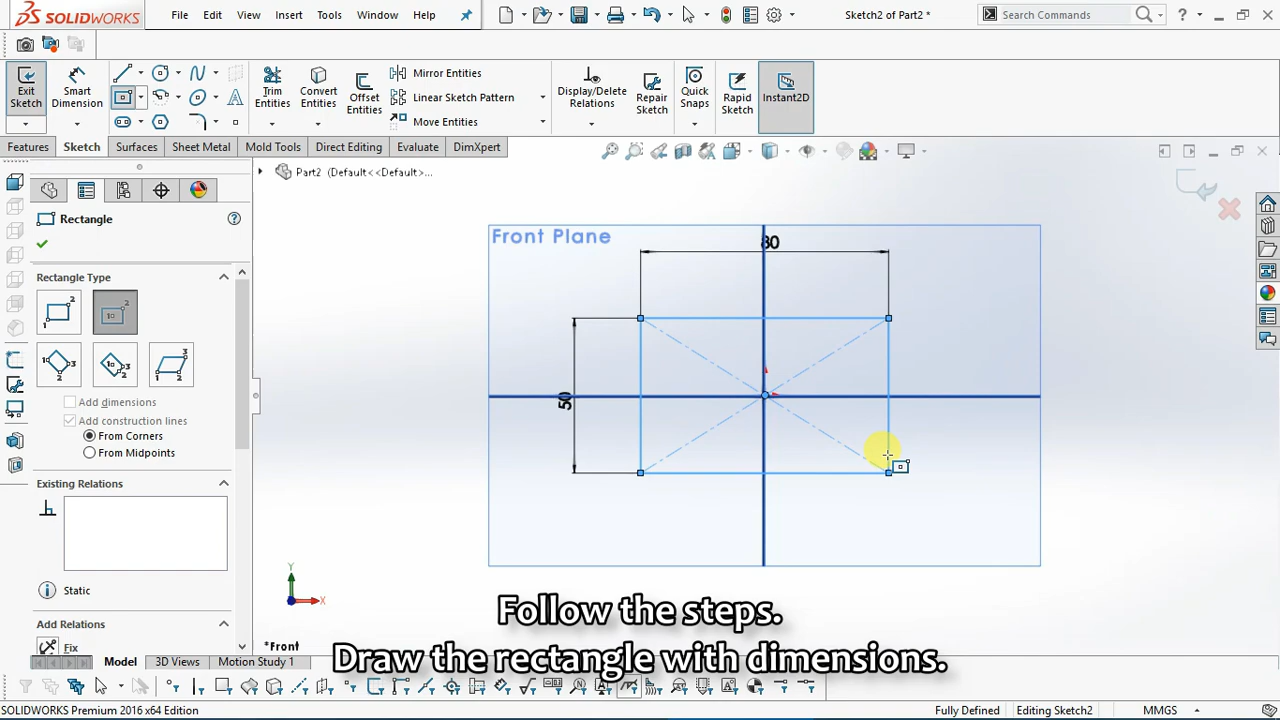 SOLIDWORKS
File Edit View Insert Tools Window Help
Sketch2 of Part2 *
Search Commands
Exit Sketch
Smart Dimension
Trim Entities
Convert Entities
Offset Entities
Mirror Entities
Linear Sketch Pattern
Move Entities
Display/Delete Relations
Repair Sketch
Quick Snaps
Rapid Sketch
Instant2D
Features Sketch Surfaces Sheet Metal Mold Tools Direct Editing Evaluate DimXpert
Part2 (Default<<Default>...
Rectangle
Rectangle Type
Add dimensions
Add construction lines
From Corners
From Midpoints
Existing Relations
Static
Add Relations
Fix
Front Plane
80
50
Y
X
*Front
Follow the steps.
Draw the rectangle with dimensions.
Model 3D Views Motion Study 1
SOLIDWORKS Premium 2016 x64 Edition
Fully Defined Editing Sketch2 MMGS